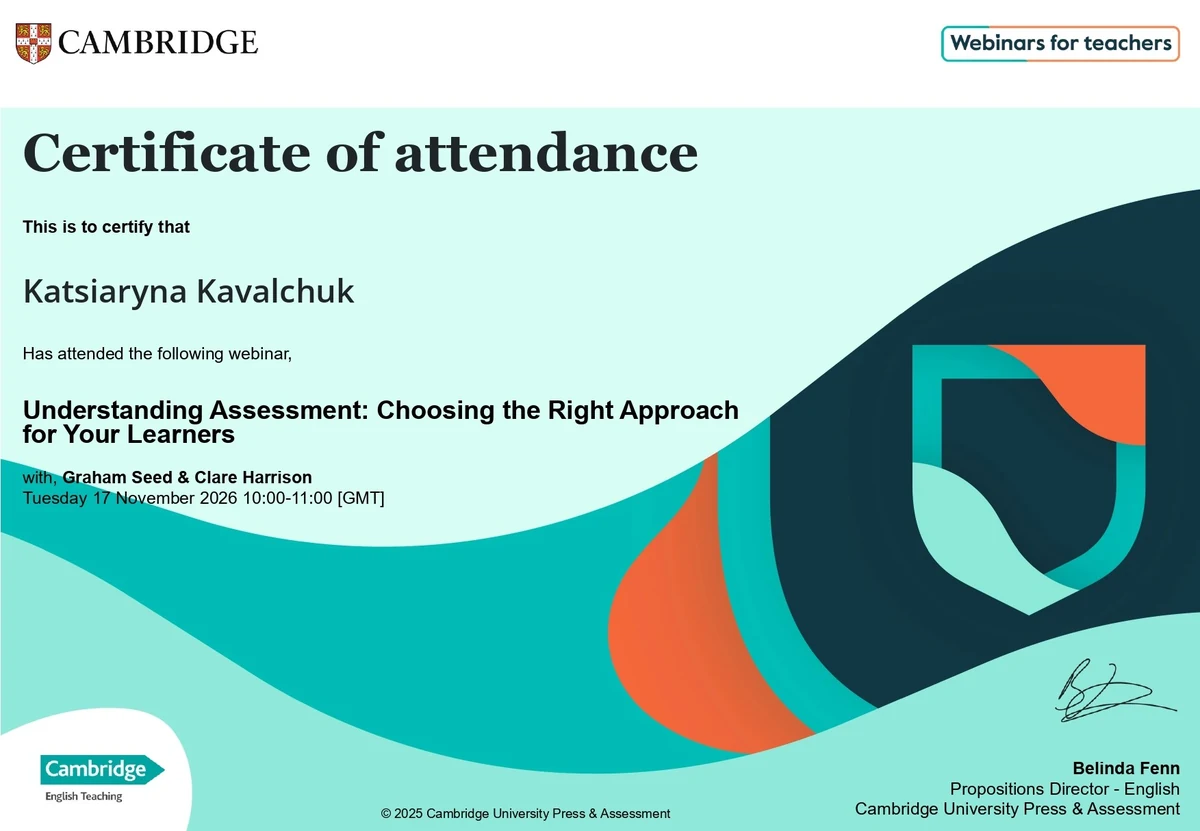 CAMBRIDGE
Webinars for teachers
Certificate of attendance
This is to certify that
Katsiaryna Kavalchuk
Has attended the following webinar,
Understanding Assessment: Choosing the Right Approach
for Your Learners
with, Graham Seed & Clare Harrison
Tuesday 17 November 2026 10:00-11:00 [GMT]
Cambridge
English Teaching
© 2025 Cambridge University Press & Assessment
Belinda Fenn
Propositions Director - English
Cambridge University Press & Assessment